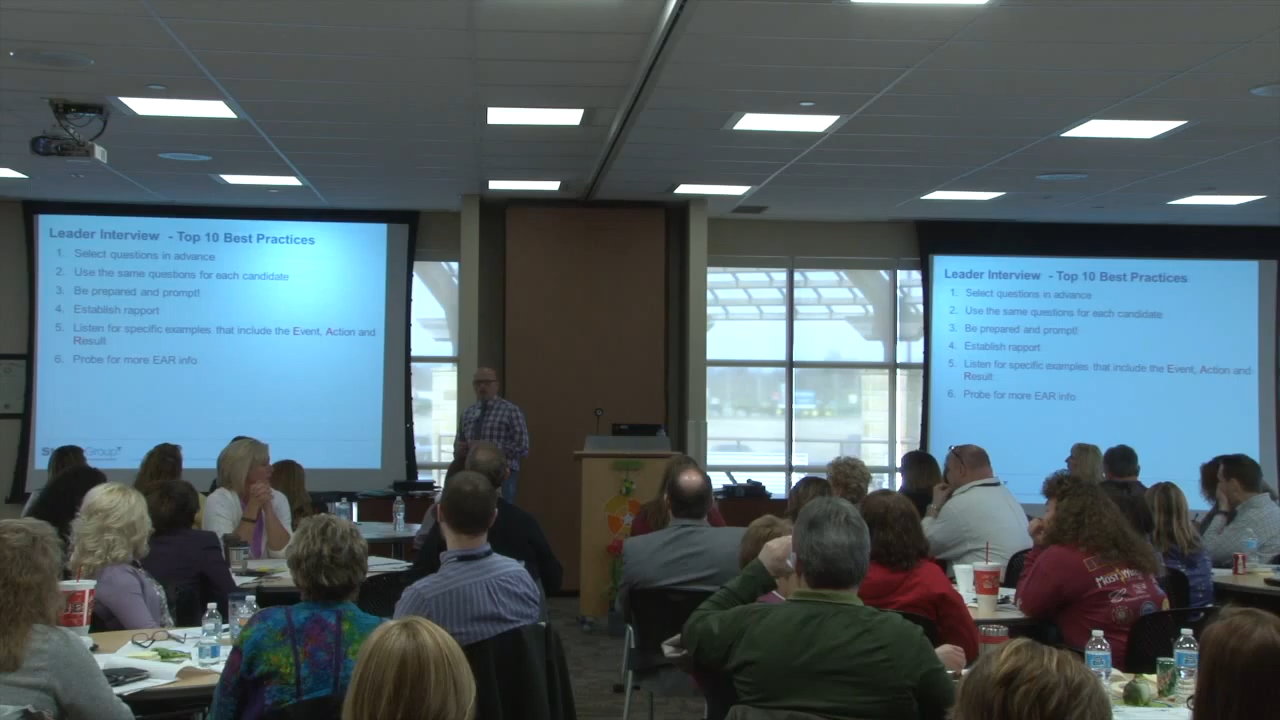 Leader Interview - Top 10 Best Practices
1. Select questions in advance
2. Use the same questions for each candidate
3. Be prepared and prompt!
4. Establish rapport
5. Listen for specific examples that include the Event, Action and
Result
6. Probe for more EAR info
Group
Leader Interview - Top 10 Best Practices
1. Select questions in advance
2. Use the same questions for each candidate
3. Be prepared and prompt!
4. Establish rapport
5. Listen for specific examples that include the Event, Action and
Result
6. Probe for more EAR info